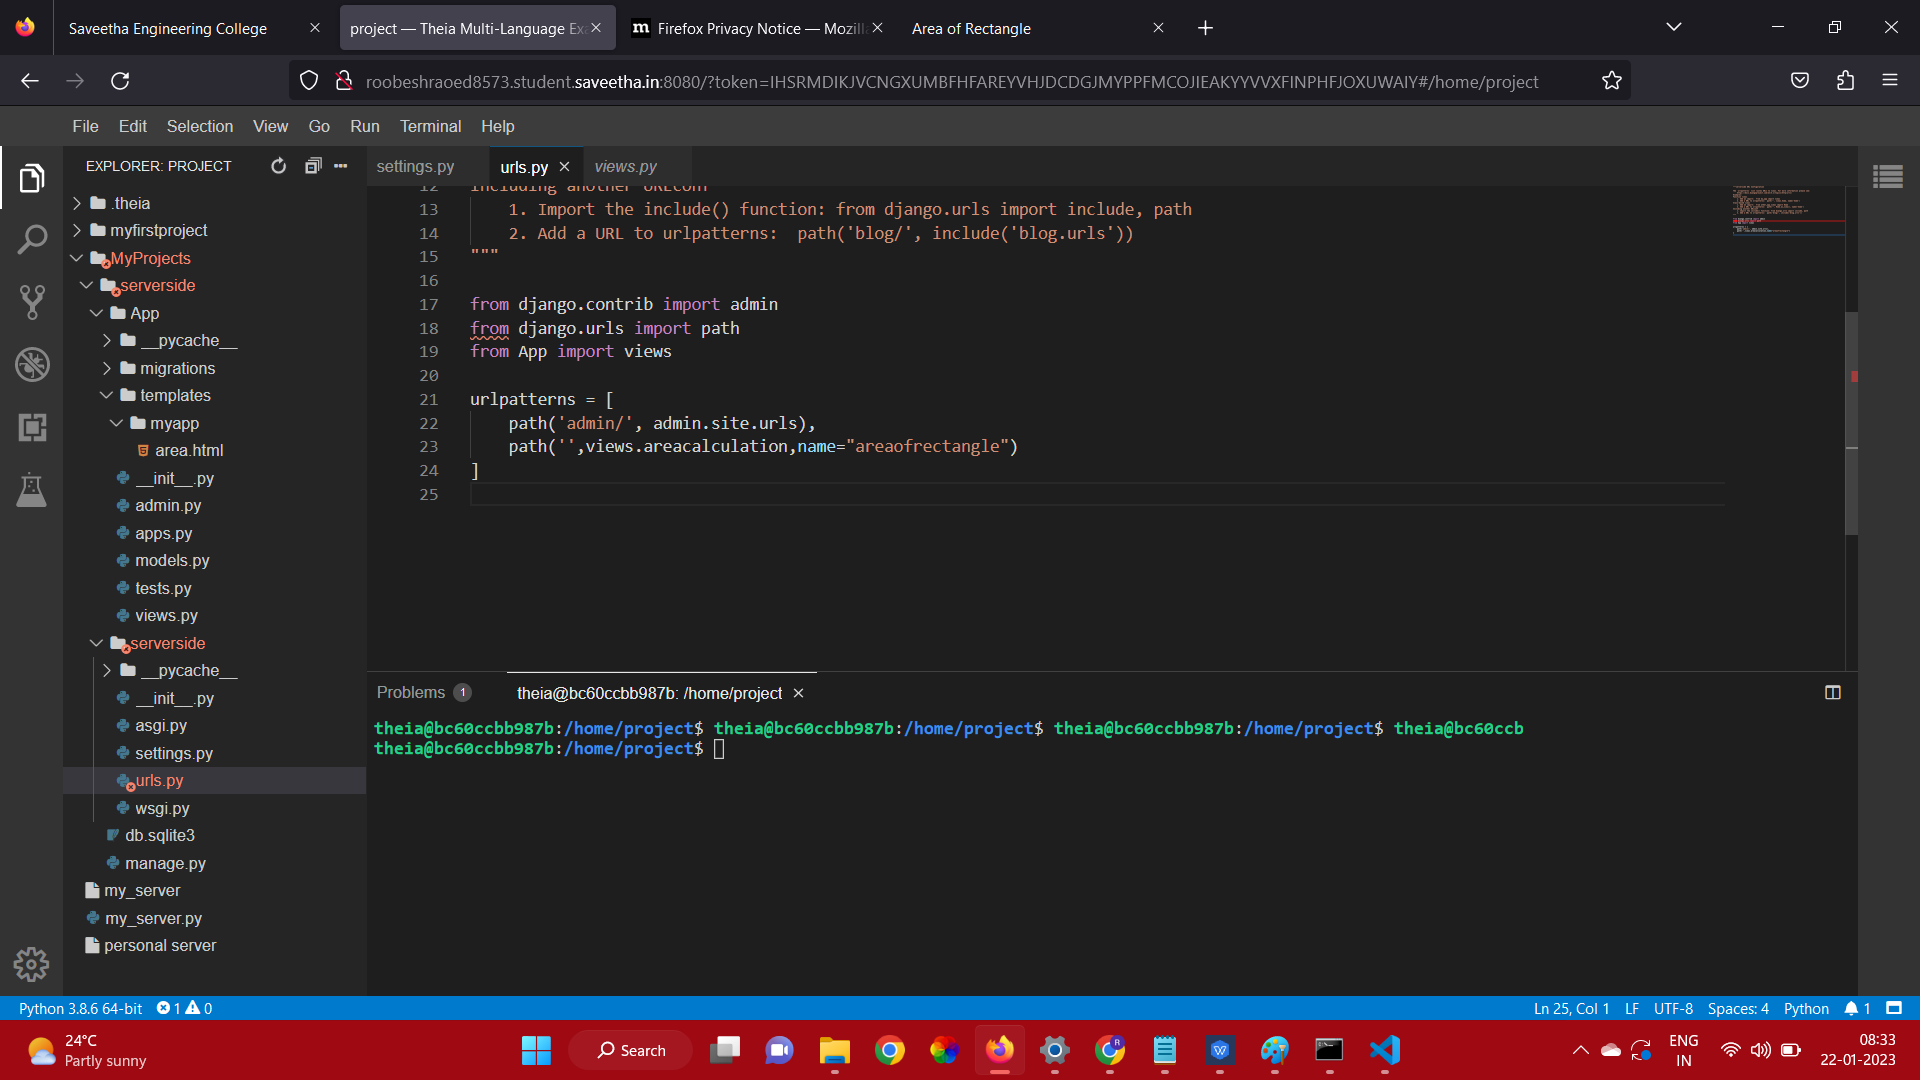 Saveetha Engineering College
project — Theia Multi-Language Exa
m Firefox Privacy Notice — Mozill
Area of Rectangle
roobeshraoed8573.student.saveetha.in:8080/?token=IHSRMDIKJVCNGXUMBFHFAREYVHJDCDGJMYPPFMCOJIEAKYYVVXFINPHFJOXUWAIY#/home/project
File Edit Selection View Go Run Terminal Help
EXPLORER: PROJECT
.theia
myfirstproject
MyProjects
serverside
App
__pycache__
migrations
templates
myapp
area.html
__init__.py
admin.py
apps.py
models.py
tests.py
views.py
serverside
__pycache__
__init__.py
asgi.py
settings.py
urls.py
wsgi.py
db.sqlite3
manage.py
my_server
my_server.py
personal server
settings.py urls.py views.py
12 Including another URLconf
13 1. Import the include() function: from django.urls import include, path
14 2. Add a URL to urlpatterns:  path('blog/', include('blog.urls'))
15 """
16
17 from django.contrib import admin
18 from django.urls import path
19 from App import views
20
21 urlpatterns = [
22 path('admin/', admin.site.urls),
23 path('',views.areacalculation,name="areaofrectangle")
24 ]
25
Problems 1 theia@bc60ccbb987b: /home/project
theia@bc60ccbb987b:/home/project$ theia@bc60ccbb987b:/home/project$ theia@bc60ccbb987b:/home/project$ theia@bc60ccb
theia@bc60ccbb987b:/home/project$
Python 3.8.6 64-bit 1 0 Ln 25, Col 1 LF UTF-8 Spaces: 4 Python 1
24°C
Partly sunny
Search
ENG
IN
08:33
22-01-2023